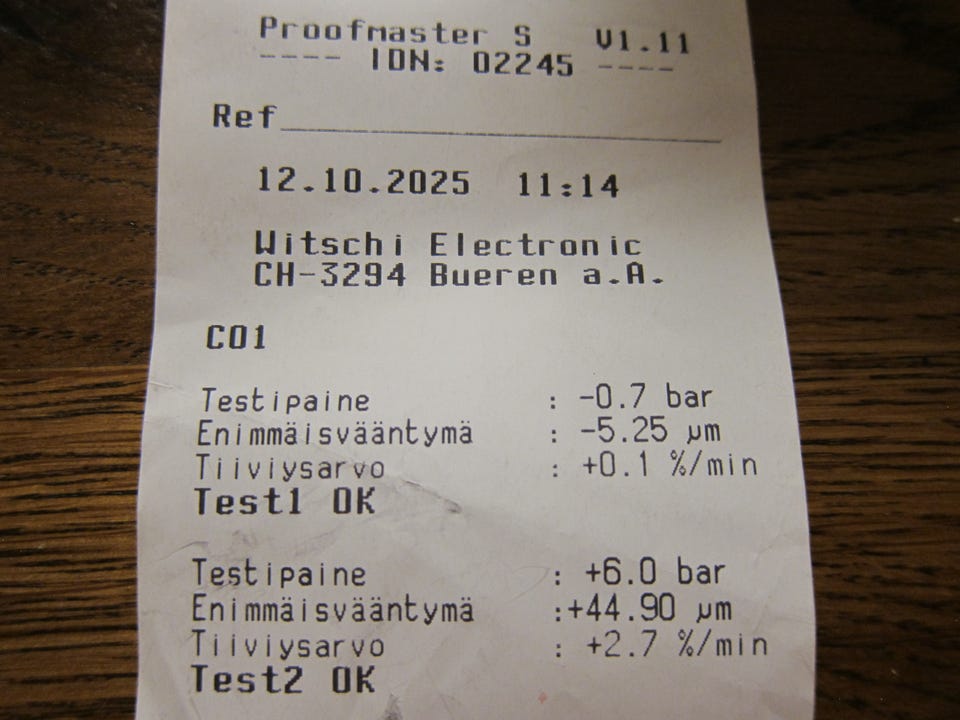 Proofmaster S V1.11
---- IDN: 02245 ----
Ref
12.10.2025 11:14
Witschi Electronic
CH-3294 Bueren a.A.
C01
Testipaine : -0.7 bar
Enimmäisvääntymä : -5.25 µm
Tiiviysarvo : +0.1 %/min
Test1 OK
Testipaine : +6.0 bar
Enimmäisvääntymä :+44.90 µm
Tiiviysarvo : +2.7 %/min
Test2 OK